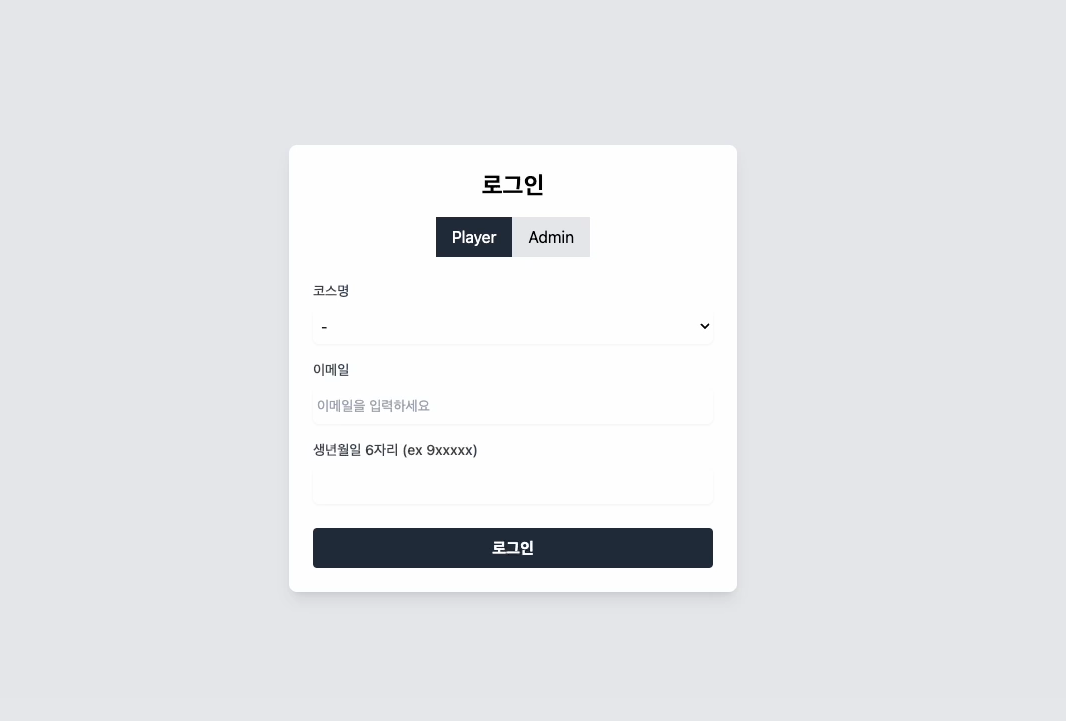 로그인
Player Admin
코스명
-
이메일
이메일을 입력하세요
생년월일 6자리 (ex 9xxxxx)
로그인